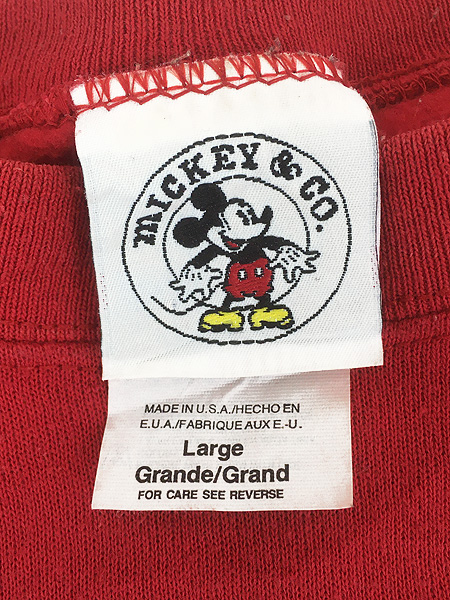 MICKEY & CO.
MADE IN U.S.A./HECHO EN
E.U.A./FABRIQUE AUX E.-U.
Large
Grande/Grand
FOR CARE SEE REVERSE